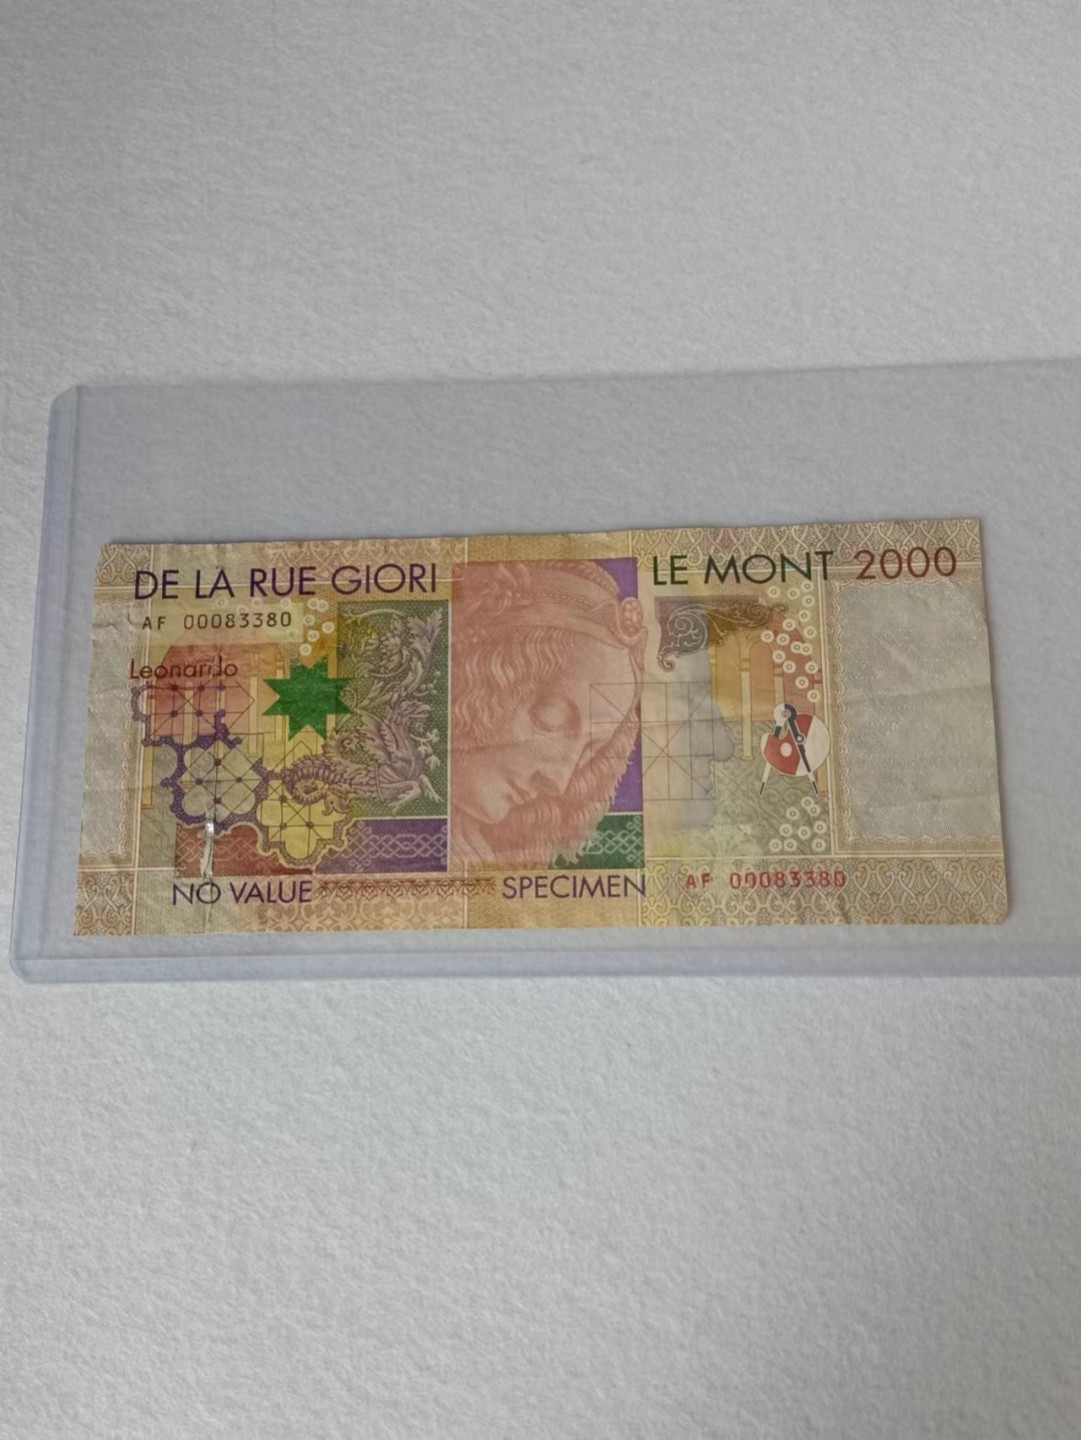 DE LA RUE GIORI
LE MONT 2000
AF 00083380
Leonardo
NO VALUE
SPECIMEN
AF 00083380